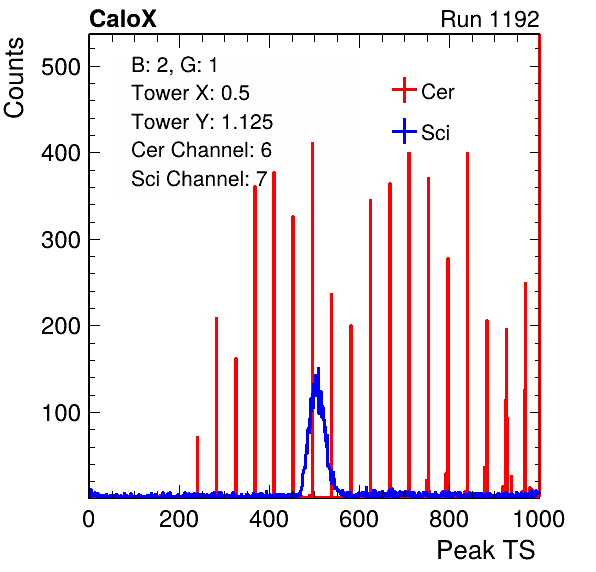 CaloX Run 1192
Counts
500
400
300
200
100
B: 2, G: 1
Tower X: 0.5
Tower Y: 1.125
Cer Channel: 6
Sci Channel: 7
Cer
Sci
0 200 400 600 800 1000
Peak TS